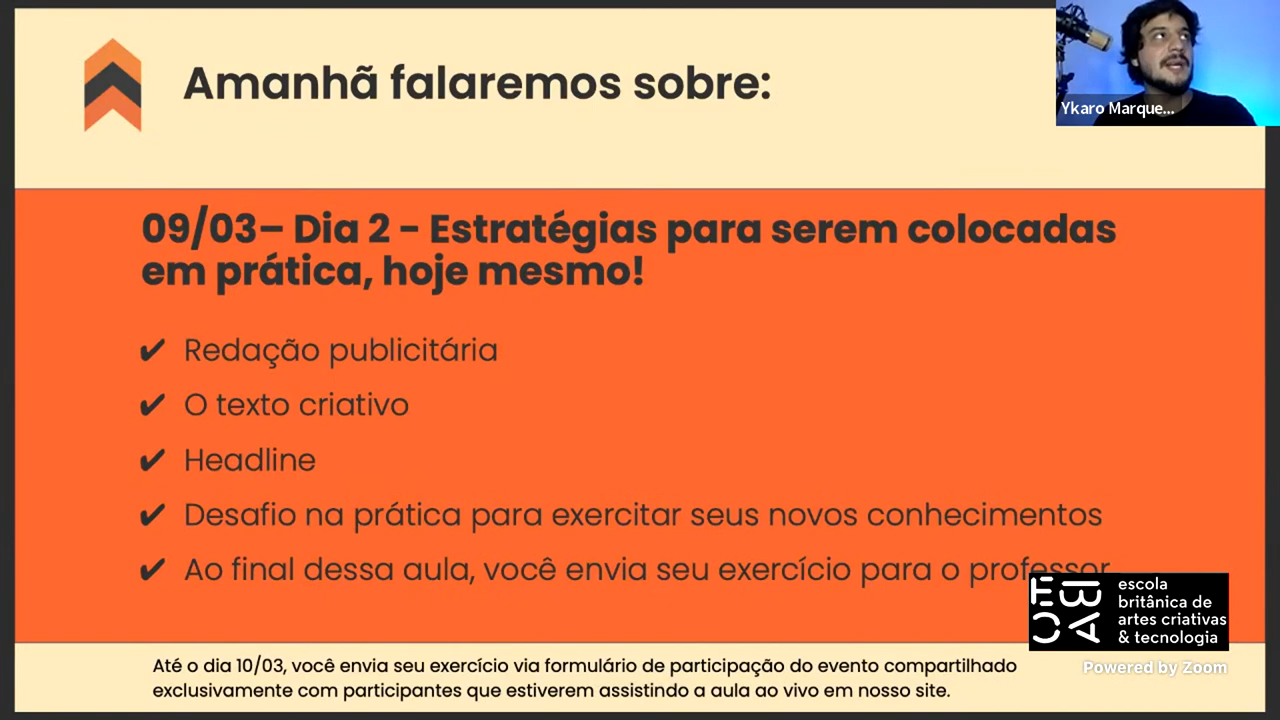 Amanhã falaremos sobre:
Ykaro Marque...
09/03– Dia 2 - Estratégias para serem colocadas
em prática, hoje mesmo!
✔ Redação publicitária
✔ O texto criativo
✔ Headline
✔ Desafio na prática para exercitar seus novos conhecimentos
✔ Ao final dessa aula, você envia seu exercício para o professor
EBAC
escola
britânica de
artes criativas
& tecnologia
Powered by Zoom
Até o dia 10/03, você envia seu exercício via formulário de participação do evento compartilhado
exclusivamente com participantes que estiverem assistindo a aula ao vivo em nosso site.